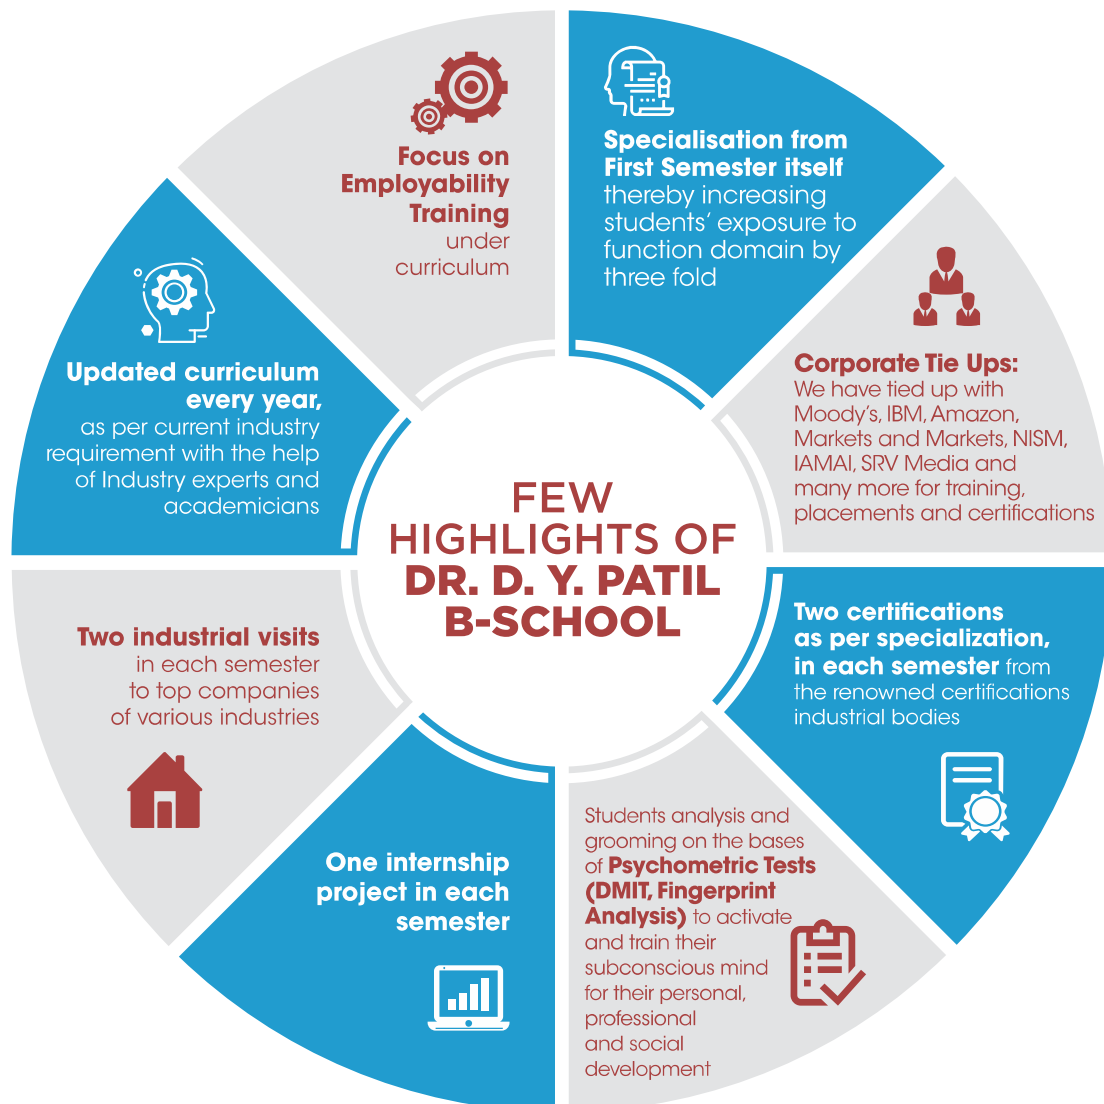 Focus on
Employability
Training
under
curriculum
Specialisation from
First Semester itself
thereby increasing
students’ exposure to
function domain by
three fold
Corporate Tie Ups:
We have tied up with
Moody’s, IBM, Amazon,
Markets and Markets, NISM,
IAMAI, SRV Media and
many more for training,
placements and certifications
Two certifications
as per specialization,
in each semester from
the renowned certifications
industrial bodies
Students analysis and
grooming on the bases
of Psychometric Tests
(DMIT, Fingerprint
Analysis) to activate
and train their
subconscious mind
for their personal,
professional
and social
development
One internship
project in each
semester
Two industrial visits
in each semester
to top companies
of various industries
Updated curriculum
every year,
as per current industry
requirement with the help
of Industry experts and
academicians
FEW
HIGHLIGHTS OF
DR. D. Y. PATIL
B-SCHOOL